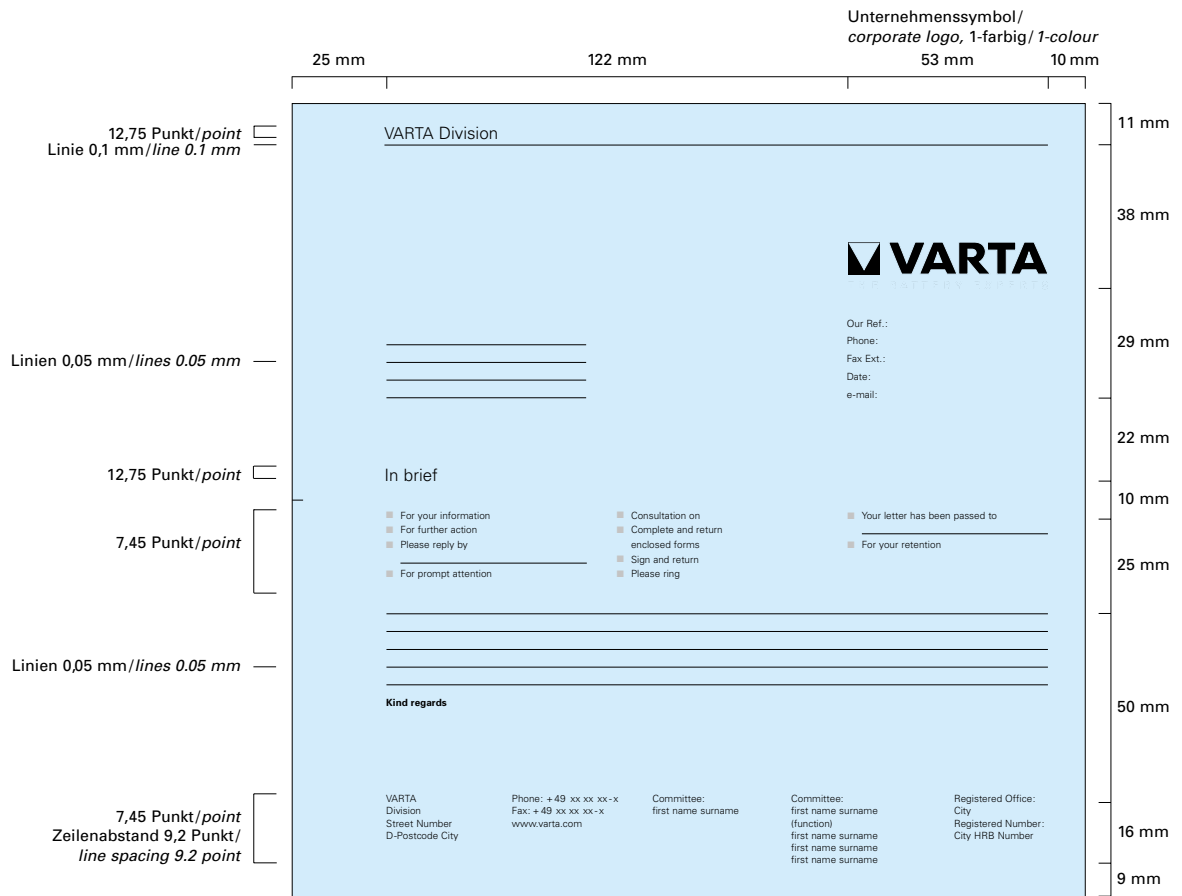 Unternehmenssymbol/
corporate logo, 1-farbig/1-colour
25 mm
122 mm
53 mm
10 mm
12,75 Punkt/point
Linie 0,1 mm/line 0.1 mm
VARTA Division
11 mm
38 mm
VARTA
Linien 0,05 mm/lines 0.05 mm
Our Ref.:
Phone:
Fax Ext.:
Date:
e-mail:
29 mm
22 mm
12,75 Punkt/point
In brief
10 mm
7,45 Punkt/point
For your information
For further action
Please reply by
For prompt attention
Consultation on
Complete and return
enclosed forms
Sign and return
Please ring
Your letter has been passed to
For your retention
25 mm
Linien 0,05 mm/lines 0.05 mm
Kind regards
50 mm
7,45 Punkt/point
Zeilenabstand 9,2 Punkt/
line spacing 9.2 point
VARTA
Division
Street Number
D-Postcode City
Phone: +49 xx xx xx-x
Fax: +49 xx xx xx-x
www.varta.com
Committee:
first name surname
Committee:
first name surname
(function)
first name surname
first name surname
first name surname
Registered Office:
City
Registered Number:
City HRB Number
16 mm
9 mm